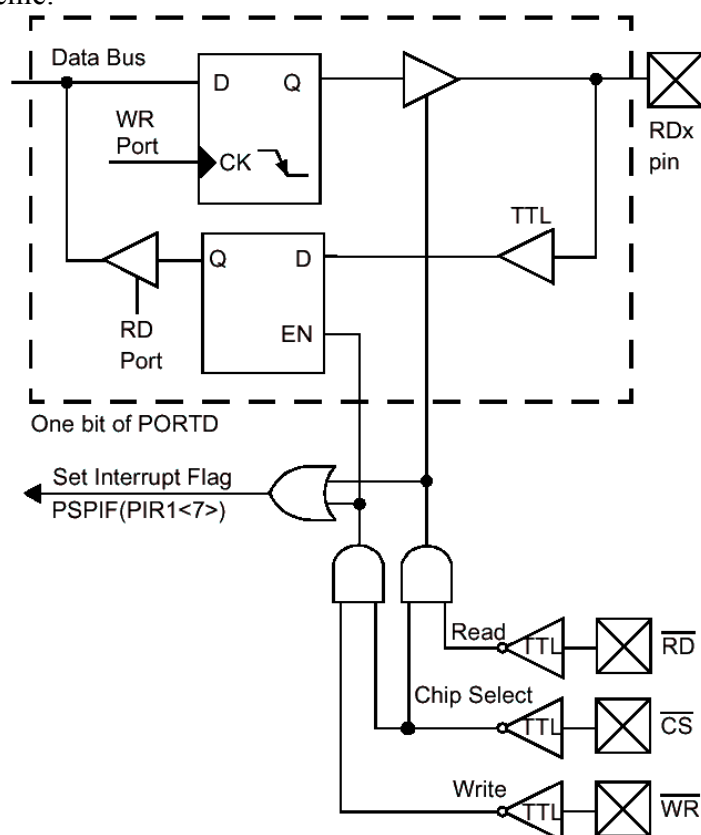 Data Bus
D Q
WR
Port
CK
RDx
pin
TTL
Q D
EN
RD
Port
One bit of PORTD
Set Interrupt Flag
PSPIF(PIR1<7>)
Read
TTL
RD
Chip Select
TTL
CS
Write
TTL
WR